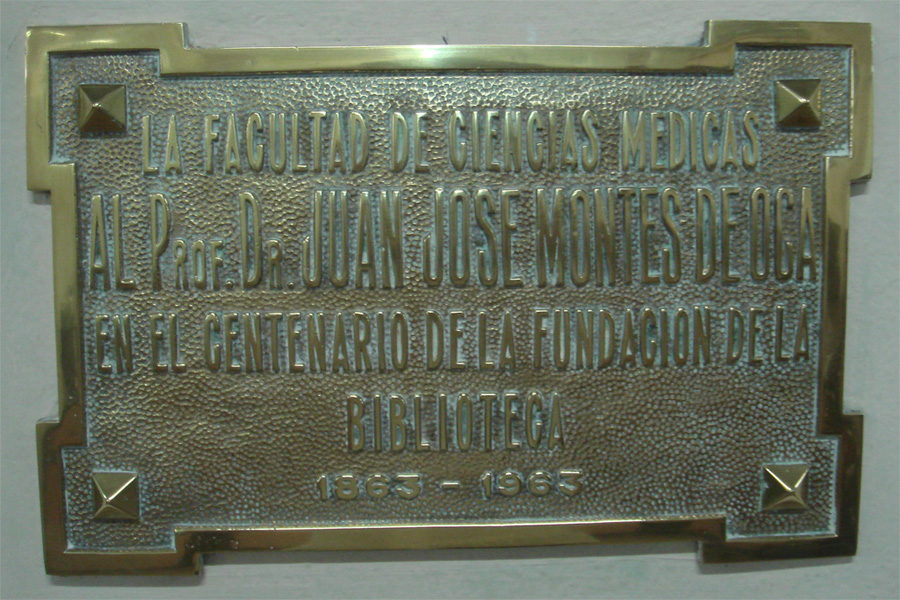 LA FACULTAD DE CIENCIAS MEDICAS
AL PROF. DR. JUAN JOSE MONTES DE OCA
EN EL CENTENARIO DE LA FUNDACION DE LA
BIBLIOTECA
1863 - 1963